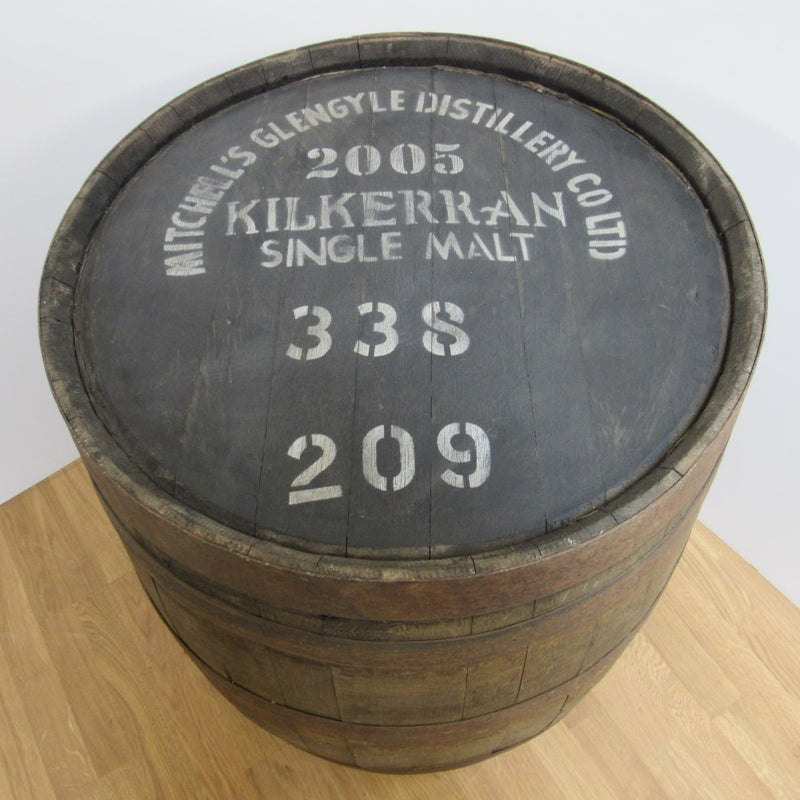 MITCHELL'S GLENGYLE DISTILLERY CO LTD
2005
KILKERRAN
SINGLE MALT
338
209